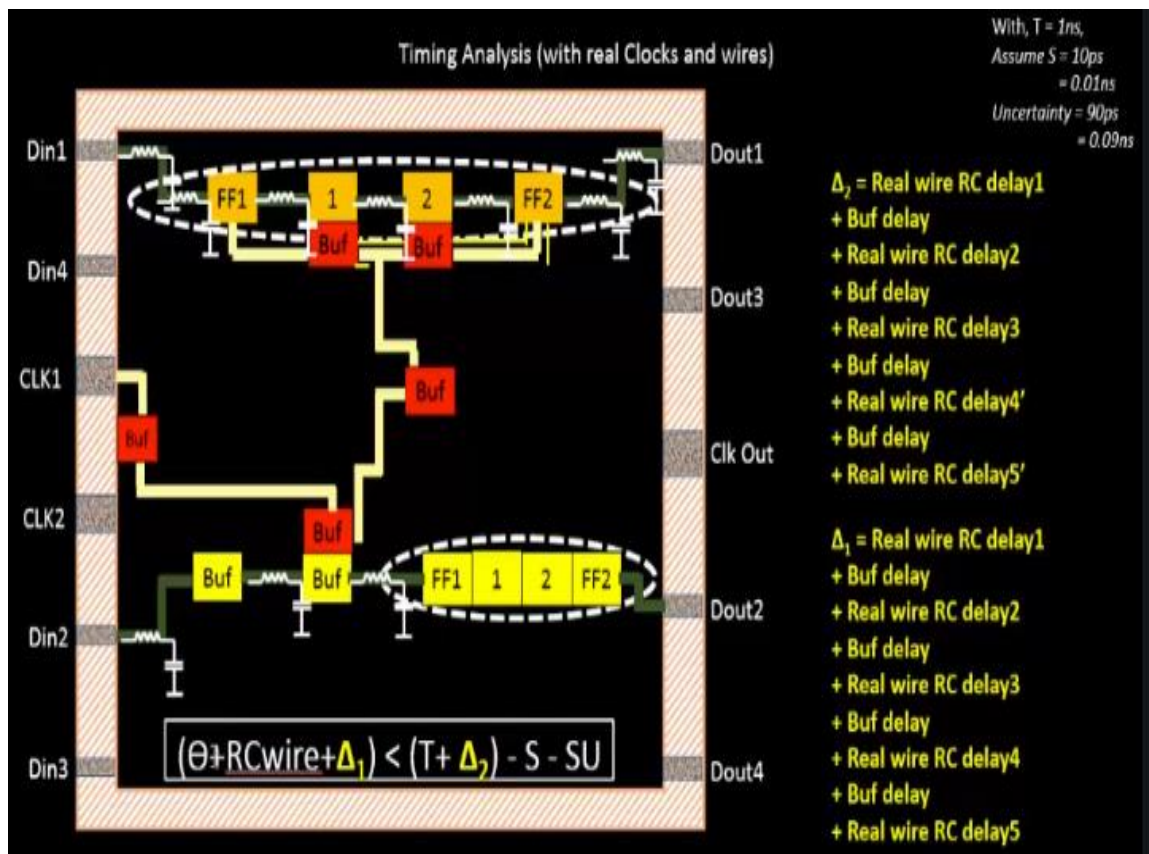 With, T = 1ns,
Timing Analysis (with real Clocks and wires)
Assume S = 10ps
= 0.01ns
Uncertainty = 90ps
= 0.09ns
Din1
Dout1
FF1
1
2
FF2
Buf
Buf
Din4
Dout3
CLK1
Buf
Buf
Clk Out
CLK2
Buf
Buf
Buf
FF1
1
2
FF2
Dout2
Din2
(Θ+RCwire+Δ₁) < (T+ Δ₂) - S - SU
Din3
Dout4
Δ₂ = Real wire RC delay1
+ Buf delay
+ Real wire RC delay2
+ Buf delay
+ Real wire RC delay3
+ Buf delay
+ Real wire RC delay4'
+ Buf delay
+ Real wire RC delay5'
Δ₁ = Real wire RC delay1
+ Buf delay
+ Real wire RC delay2
+ Buf delay
+ Real wire RC delay3
+ Buf delay
+ Real wire RC delay4
+ Buf delay
+ Real wire RC delay5